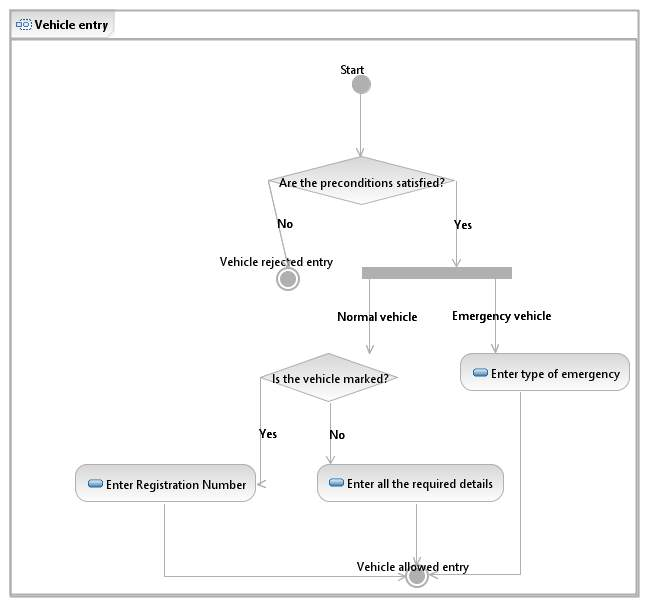 Vehicle entry
Start
Are the preconditions satisfied?
No
Yes
Vehicle rejected entry
Normal vehicle
Emergency vehicle
Is the vehicle marked?
Enter type of emergency
Yes
No
Enter Registration Number
Enter all the required details
Vehicle allowed entry